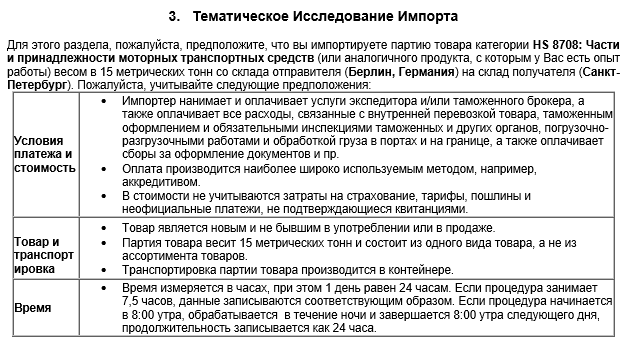 3. Тематическое Исследование Импорта
Для этого раздела, пожалуйста, предположите, что вы импортируете партию товара категории HS 8708: Части
и принадлежности моторных транспортных средств (или аналогичного продукта, с которым у Вас есть опыт
работы) весом в 15 метрических тонн со склада отправителя (Берлин, Германия) на склад получателя (Санкт-
Петербург). Пожалуйста, учитывайте следующие предположения:
Условия
платежа и
стоимость
• Импортер нанимает и оплачивает услуги экспедитора и/или таможенного брокера, а
также оплачивает все расходы, связанные с внутренней перевозкой товара, таможенным
оформлением и обязательными инспекциями таможенных и других органов, погрузочно-
разгрузочными работами и обработкой груза в портах и на границе, а также оплачивает
сборы за оформление документов и пр.
• Оплата производится наиболее широко используемым методом, например,
аккредитивом.
• В стоимости не учитываются затраты на страхование, тарифы, пошлины и
неофициальные платежи, не подтверждающиеся квитанциями.
Товар и
транспорт
ировка
• Товар является новым и не бывшим в употреблении или в продаже.
• Партия товара весит 15 метрических тонн и состоит из одного вида товара, а не из
ассортимента товаров.
• Транспортировка партии товара производится в контейнере.
Время
• Время измеряется в часах, при этом 1 день равен 24 часам. Если процедура занимает
7,5 часов, данные записываются соответствующим образом. Если процедура начинается
в 8:00 утра, обрабатывается в течение ночи и завершается 8:00 утра следующего дня,
продолжительность записывается как 24 часа.